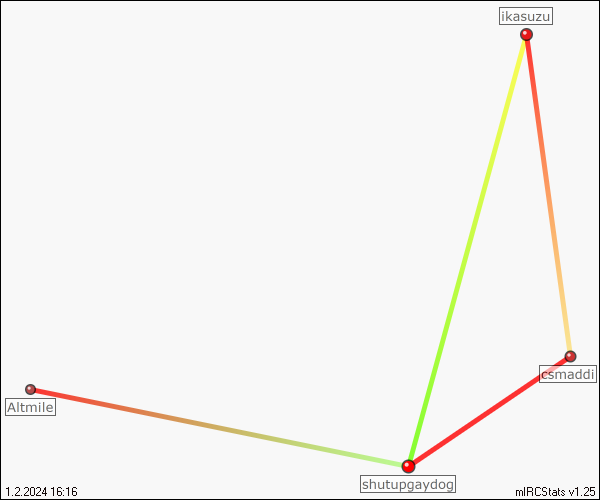 ikasuzu
csmaddi
Altmile
shutupgaydog
1.2.2024 16:16
mIRCStats v1.25